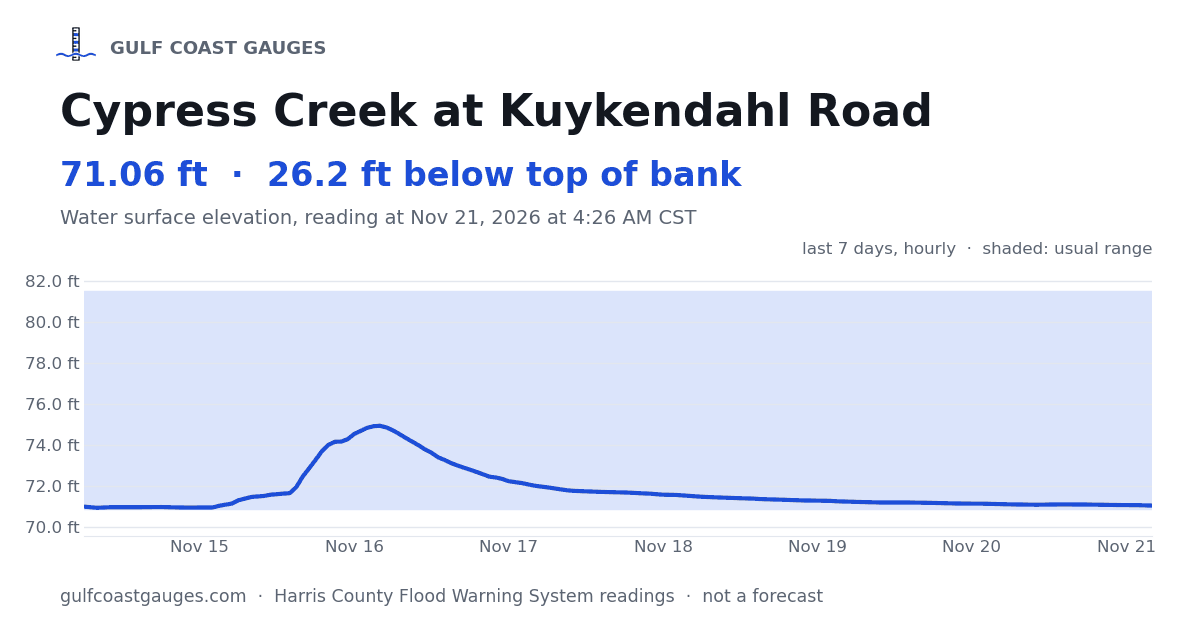 GULF COAST GAUGES
Cypress Creek at Kuykendahl Road
71.06 ft · 26.2 ft below top of bank
Water surface elevation, reading at Nov 21, 2026 at 4:26 AM CST
last 7 days, hourly · shaded: usual range
82.0 ft
80.0 ft
78.0 ft
76.0 ft
74.0 ft
72.0 ft
70.0 ft
Nov 15 Nov 16 Nov 17 Nov 18 Nov 19 Nov 20 Nov 21
gulfcoastgauges.com · Harris County Flood Warning System readings · not a forecast